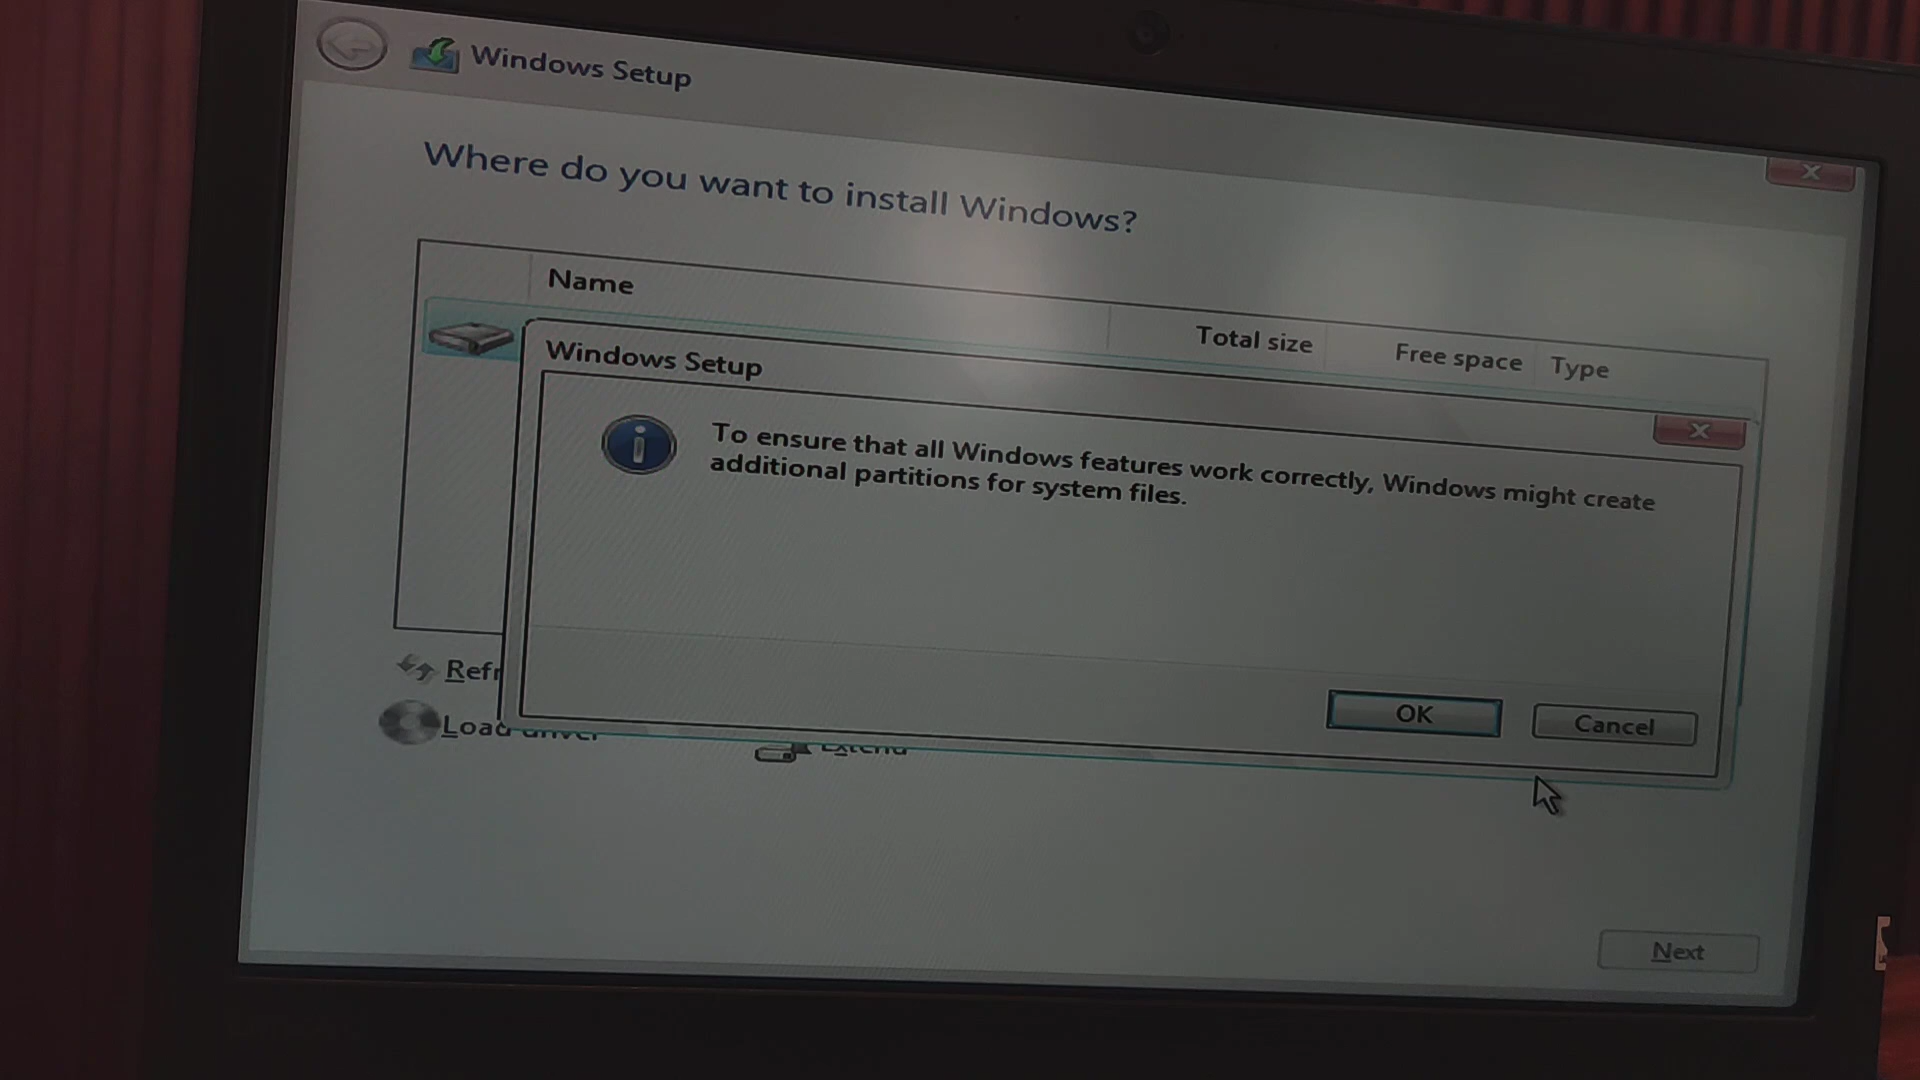 Windows Setup
Where do you want to install Windows?
Name
Total size
Free space
Type
Windows Setup
To ensure that all Windows features work correctly, Windows might create
additional partitions for system files.
OK
Cancel
Refr
Load driver
Extend
Next